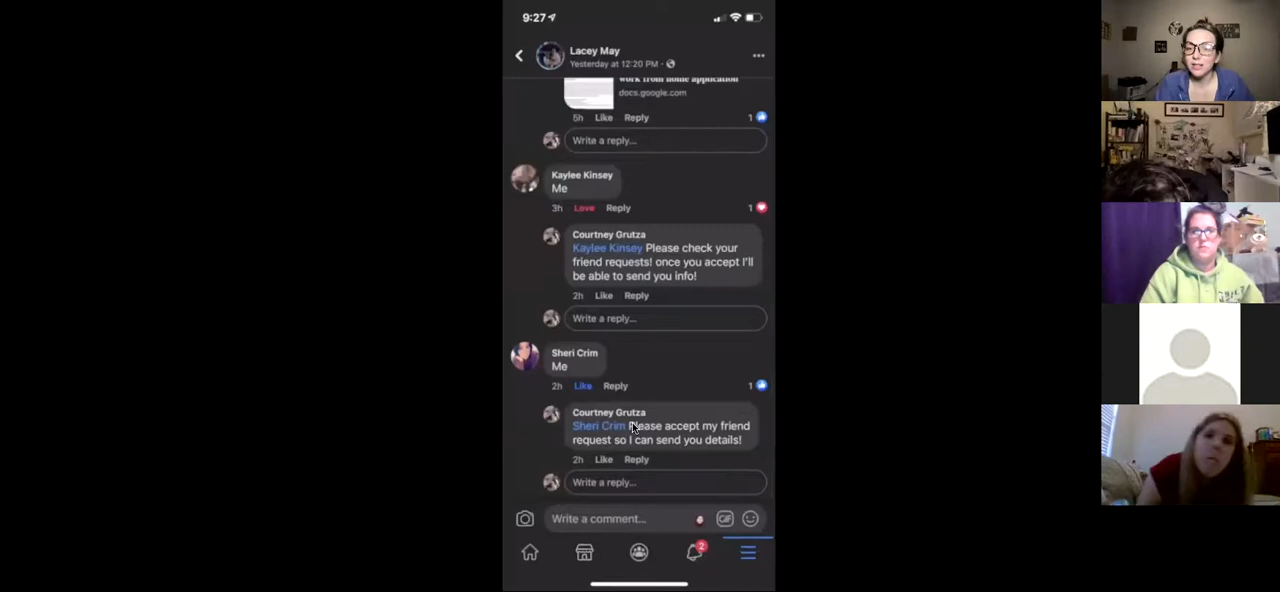 9:27
Lacey May
Yesterday at 12:20 PM ·
work from home application
docs.google.com
5h Like Reply 1
Write a reply...
Kaylee Kinsey
Me
3h Love Reply 1
Courtney Grutza
Kaylee Kinsey Please check your
friend requests! once you accept I'll
be able to send you info!
2h Like Reply
Write a reply...
Sheri Crim
Me
2h Like Reply 1
Courtney Grutza
Sheri Crim Please accept my friend
request so I can send you details!
2h Like Reply
Write a reply...
Write a comment...
GIF
2